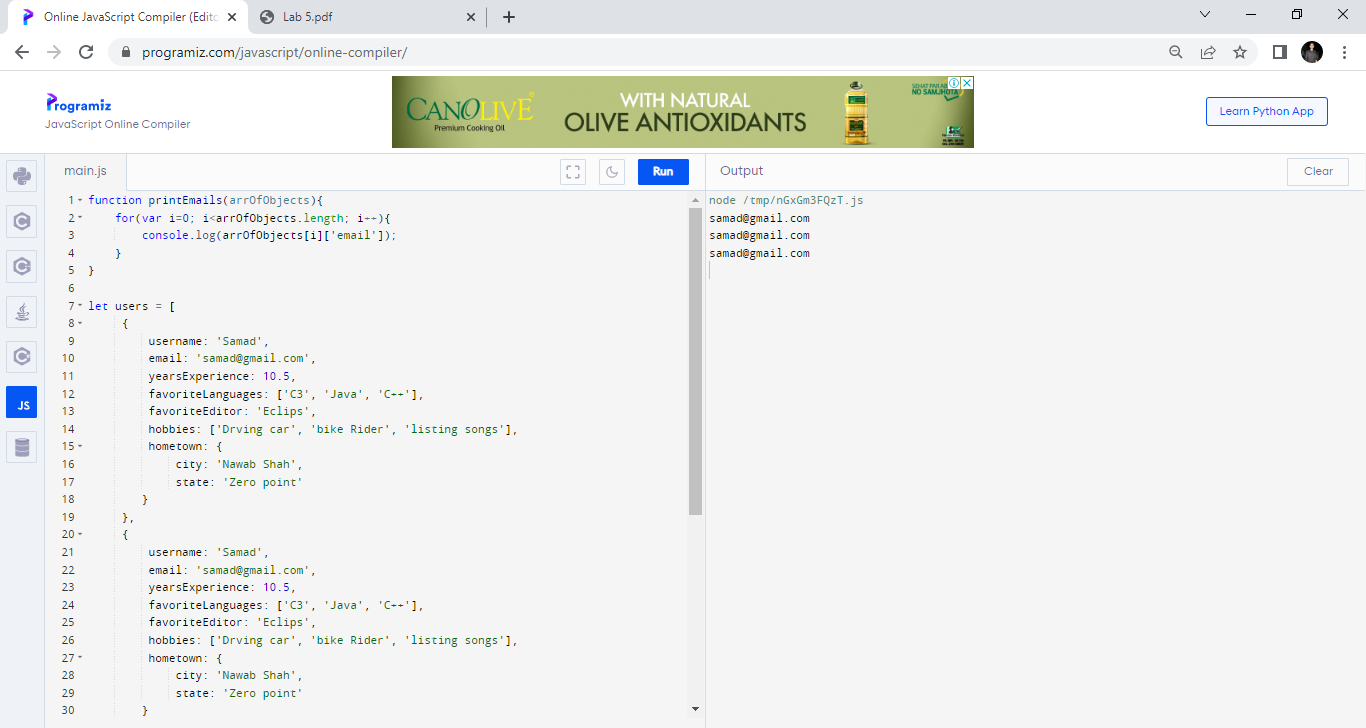 Online JavaScript Compiler (Edito
Lab 5.pdf
programiz.com/javascript/online-compiler/
Programiz
JavaScript Online Compiler
CANOLIVE
Premium Cooking Oil
WITH NATURAL
OLIVE ANTIOXIDANTS
NO SAMJHOTA
Learn Python App
main.js
Run
Output
Clear
JS
1 function printEmails(arrOfObjects){
2 for(var i=0; i<arrOfObjects.length; i++){
3 console.log(arrOfObjects[i]['email']);
4 }
5 }
6
7 let users = [
8 {
9 username: 'Samad',
10 email: 'samad@gmail.com',
11 yearsExperience: 10.5,
12 favoriteLanguages: ['C3', 'Java', 'C++'],
13 favoriteEditor: 'Eclips',
14 hobbies: ['Drving car', 'bike Rider', 'listing songs'],
15 hometown: {
16 city: 'Nawab Shah',
17 state: 'Zero point'
18 }
19 },
20 {
21 username: 'Samad',
22 email: 'samad@gmail.com',
23 yearsExperience: 10.5,
24 favoriteLanguages: ['C3', 'Java', 'C++'],
25 favoriteEditor: 'Eclips',
26 hobbies: ['Drving car', 'bike Rider', 'listing songs'],
27 hometown: {
28 city: 'Nawab Shah',
29 state: 'Zero point'
30 }
node /tmp/nGxGm3FQzT.js
samad@gmail.com
samad@gmail.com
samad@gmail.com